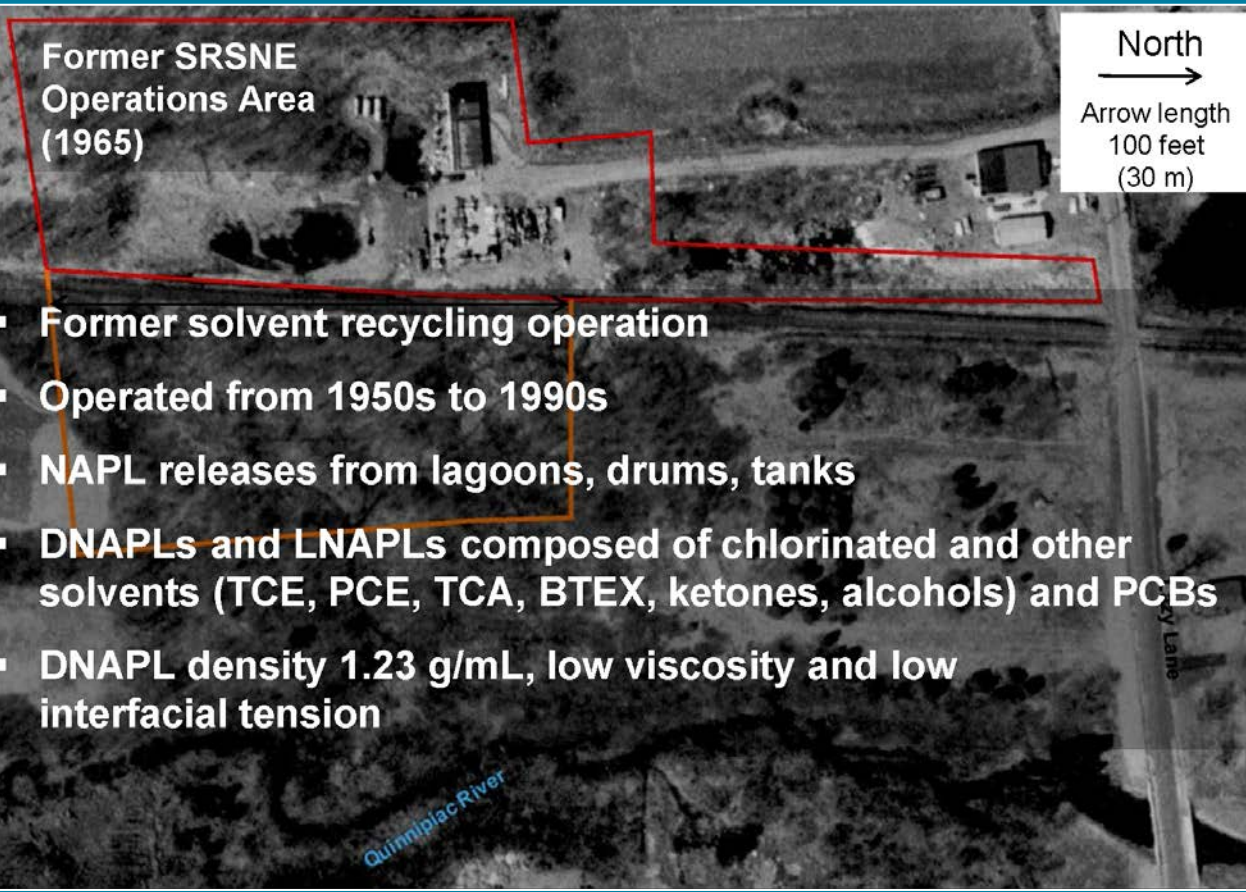 Former SRSNE
Operations Area
(1965)
North
Arrow length
100 feet
(30 m)
▪ Former solvent recycling operation
▪ Operated from 1950s to 1990s
▪ NAPL releases from lagoons, drums, tanks
▪ DNAPLs and LNAPLs composed of chlorinated and other
solvents (TCE, PCE, TCA, BTEX, ketones, alcohols) and PCBs
▪ DNAPL density 1.23 g/mL, low viscosity and low
interfacial tension
Lane
Quinnipiac River